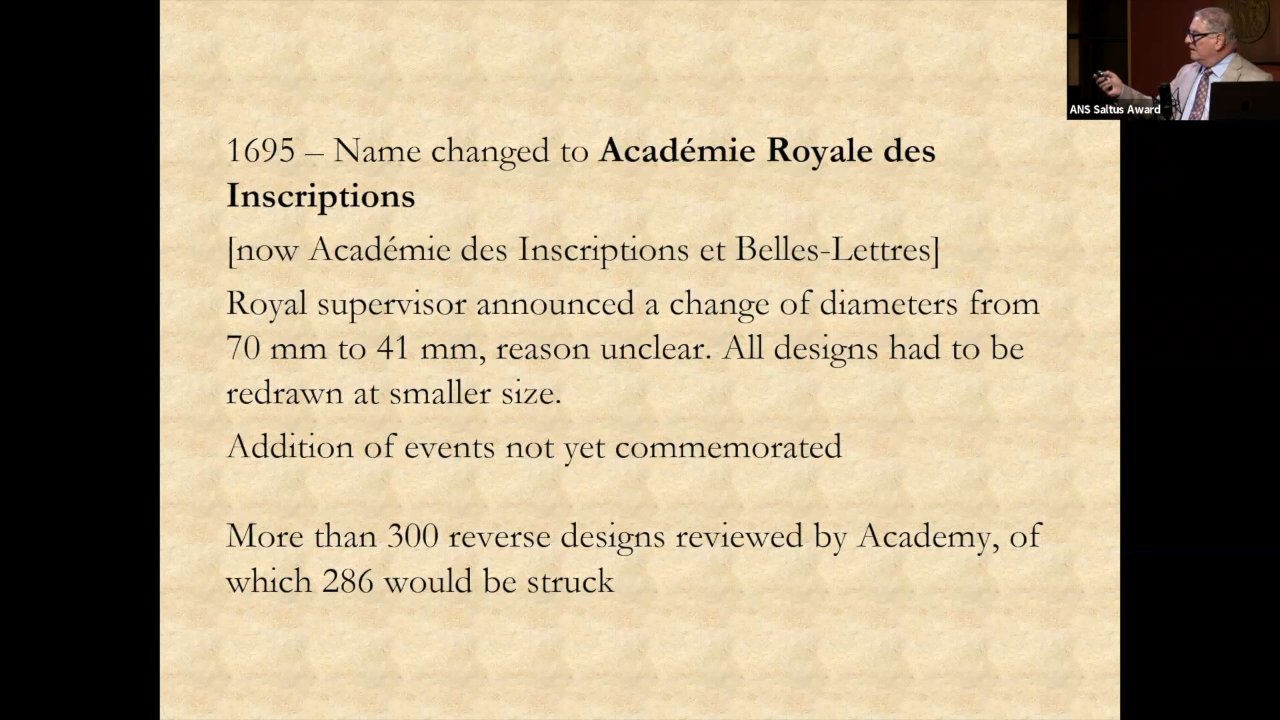 1695 – Name changed to Académie Royale des
Inscriptions
[now Académie des Inscriptions et Belles-Lettres]
Royal supervisor announced a change of diameters from
70 mm to 41 mm, reason unclear. All designs had to be
redrawn at smaller size.
Addition of events not yet commemorated
More than 300 reverse designs reviewed by Academy, of
which 286 would be struck
ANS Saltus Award